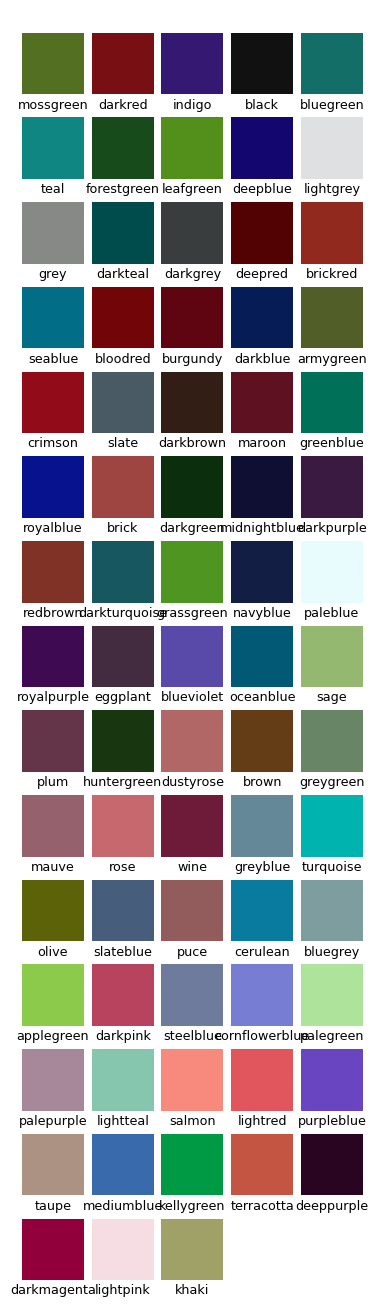 mossgreen darkred indigo black bluegreen
teal forestgreen leafgreen deepblue lightgrey
grey darkteal darkgrey deepred brickred
seablue bloodred burgundy darkblue armygreen
crimson slate darkbrown maroon greenblue
royalblue brick darkgreen midnightblue darkpurple
redbrown darkturquoise grassgreen navyblue paleblue
royalpurple eggplant blueviolet oceanblue sage
plum huntergreen dustyrose brown greygreen
mauve rose wine greyblue turquoise
olive slateblue puce cerulean bluegrey
applegreen darkpink steelblue cornflowerblue palegreen
palepurple lightteal salmon lightred purpleblue
taupe mediumblue kellygreen terracotta deeppurple
darkmagenta lightpink khaki